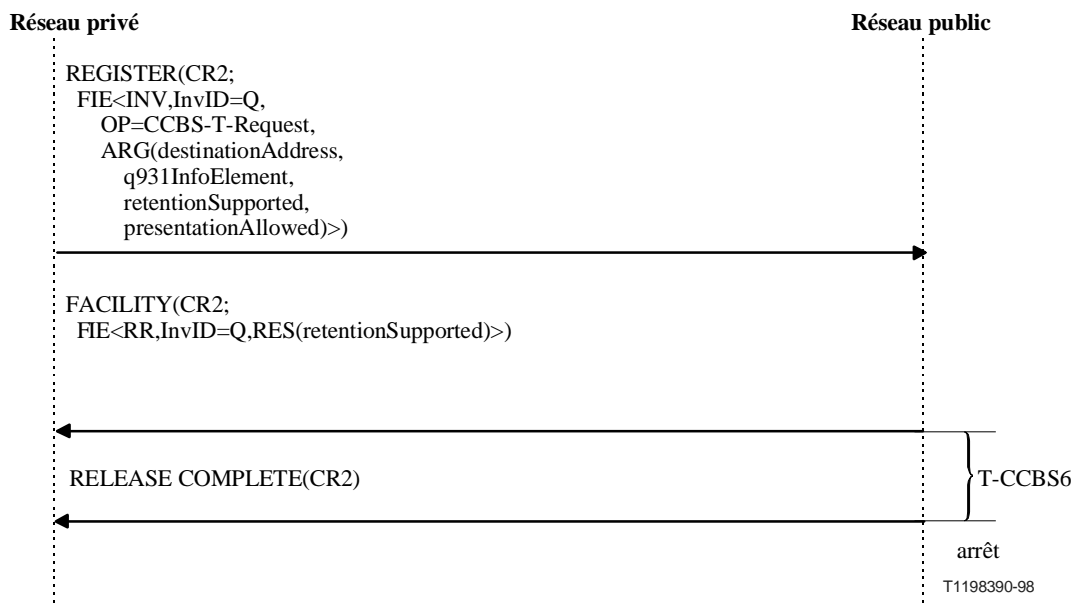 Réseau privé
Réseau public
REGISTER(CR2;
FIE<INV,InvID=Q,
OP=CCBS-T-Request,
ARG(destinationAddress,
q931InfoElement,
retentionSupported,
presentationAllowed)>)
FACILITY(CR2;
FIE<RR,InvID=Q,RES(retentionSupported)>)
RELEASE COMPLETE(CR2)
T-CCBS6
arrêt
T1198390-98